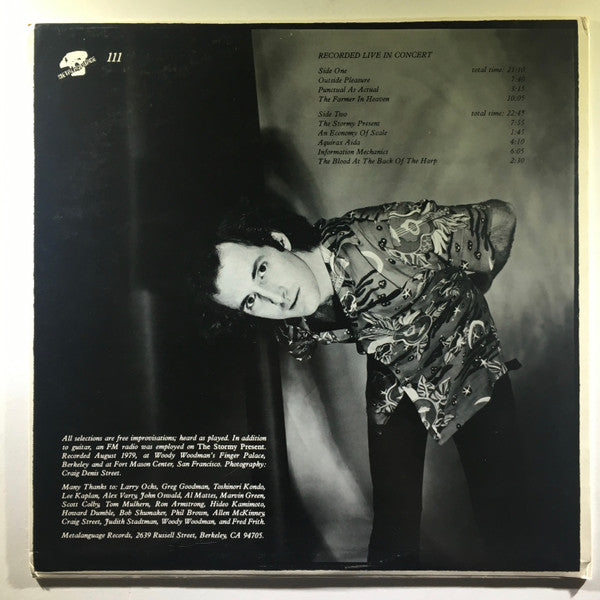 111
RECORDED LIVE IN CONCERT
Side One total time: 21:10
Outside Pleasure 7:40
Punctual As Actual 3:15
The Farmer In Heaven 10:05
Side Two total time: 22:45
The Stormy Present 7:55
An Economy Of Scale 1:45
Aquirax Aida 4:10
Information Mechanics 6:05
The Blood At The Back Of The Harp 2:30
All selections are free improvisations; heard as played. In addition
to guitar, an FM radio was employed on The Stormy Present.
Recorded August 1979, at Woody Woodman's Finger Palace,
Berkeley and at Fort Mason Center, San Francisco. Photography:
Craig Denis Street.
Many Thanks to: Larry Ochs, Greg Goodman, Toshinori Kondo,
Lee Kaplan, Alex Varty, John Oswald, Al Mattes, Marvin Green,
Scott Colby, Tom Mulhern, Ron Armstrong, Hideo Kamimoto,
Howard Dumble, Bob Shumaker, Phil Brown, Allen McKinney,
Craig Street, Judith Stadtman, Woody Woodman, and Fred Frith.
Metalanguage Records, 2639 Russell Street, Berkeley, CA 94705.